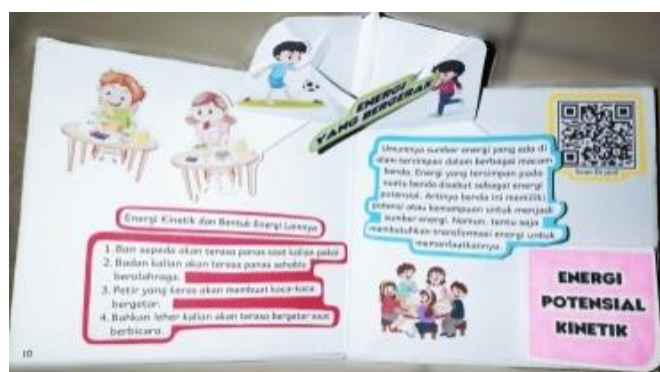 ENERGI
YANG BERGERAK
Energi Kinetik dan Bentuk Energi Lainnya
1. Ban sepeda akan terasa panas saat kalian pakai
2. Badan kalian akan terasa panas sehabis
berolahraga.
3. Petir yang keras akan membuat kaca-kaca
bergetar.
4. Bahkan leher kalian akan terasa bergetar saat
berbicara.
10
Umumnya sumber energi yang ada di
alam tersimpan dalam berbagai macam
benda. Energi yang tersimpan pada
suatu benda disebut sebagai energi
potensial. Artinya benda ini memiliki
potensi atau kemampuan untuk menjadi
sumber energi. Namun, tentu saja
membutuhkan transformasi energi untuk
memanfaatkannya.
ENERGI
POTENSIAL
KINETIK